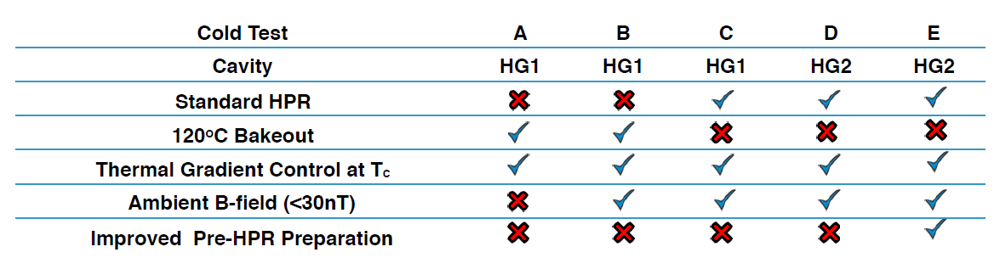 Cold Test A B C D E
Cavity HG1 HG1 HG1 HG2 HG2
Standard HPR ✗ ✗ ✓ ✓ ✓
120°C Bakeout ✓ ✓ ✗ ✗ ✗
Thermal Gradient Control at Tc ✓ ✓ ✓ ✓ ✓
Ambient B-field (<30nT) ✗ ✓ ✓ ✓ ✓
Improved Pre-HPR Preparation ✗ ✗ ✗ ✗ ✓